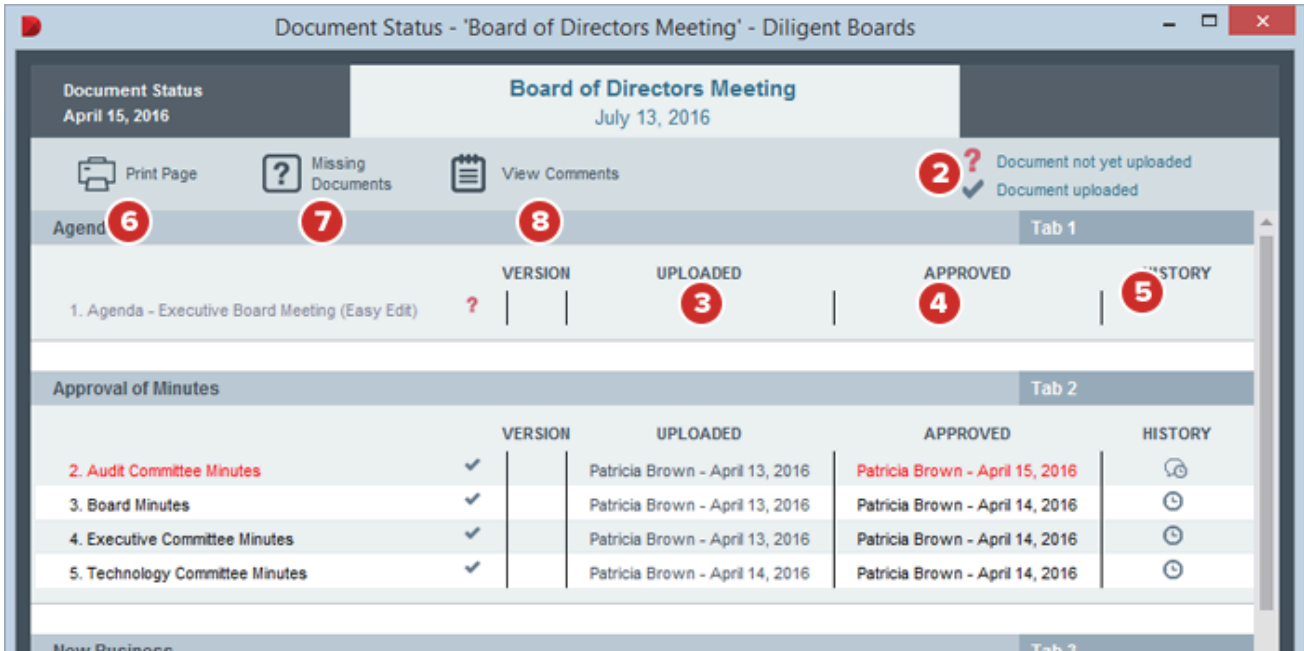 Document Status - 'Board of Directors Meeting' - Diligent Boards
Document Status
April 15, 2016
Board of Directors Meeting
July 13, 2016
Print Page
Missing
Documents
View Comments
2
? Document not yet uploaded
Document uploaded
6
7
8
Tab 1
VERSION UPLOADED APPROVED
3
4
5
1. Agenda - Executive Board Meeting (Easy Edit) ?
Approval of Minutes Tab 2
VERSION UPLOADED APPROVED HISTORY
2. Audit Committee Minutes Patricia Brown - April 13, 2016 Patricia Brown - April 15, 2016
3. Board Minutes Patricia Brown - April 13, 2016 Patricia Brown - April 14, 2016
4. Executive Committee Minutes Patricia Brown - April 13, 2016 Patricia Brown - April 14, 2016
5. Technology Committee Minutes Patricia Brown - April 14, 2016 Patricia Brown - April 14, 2016
New Business Tab 3